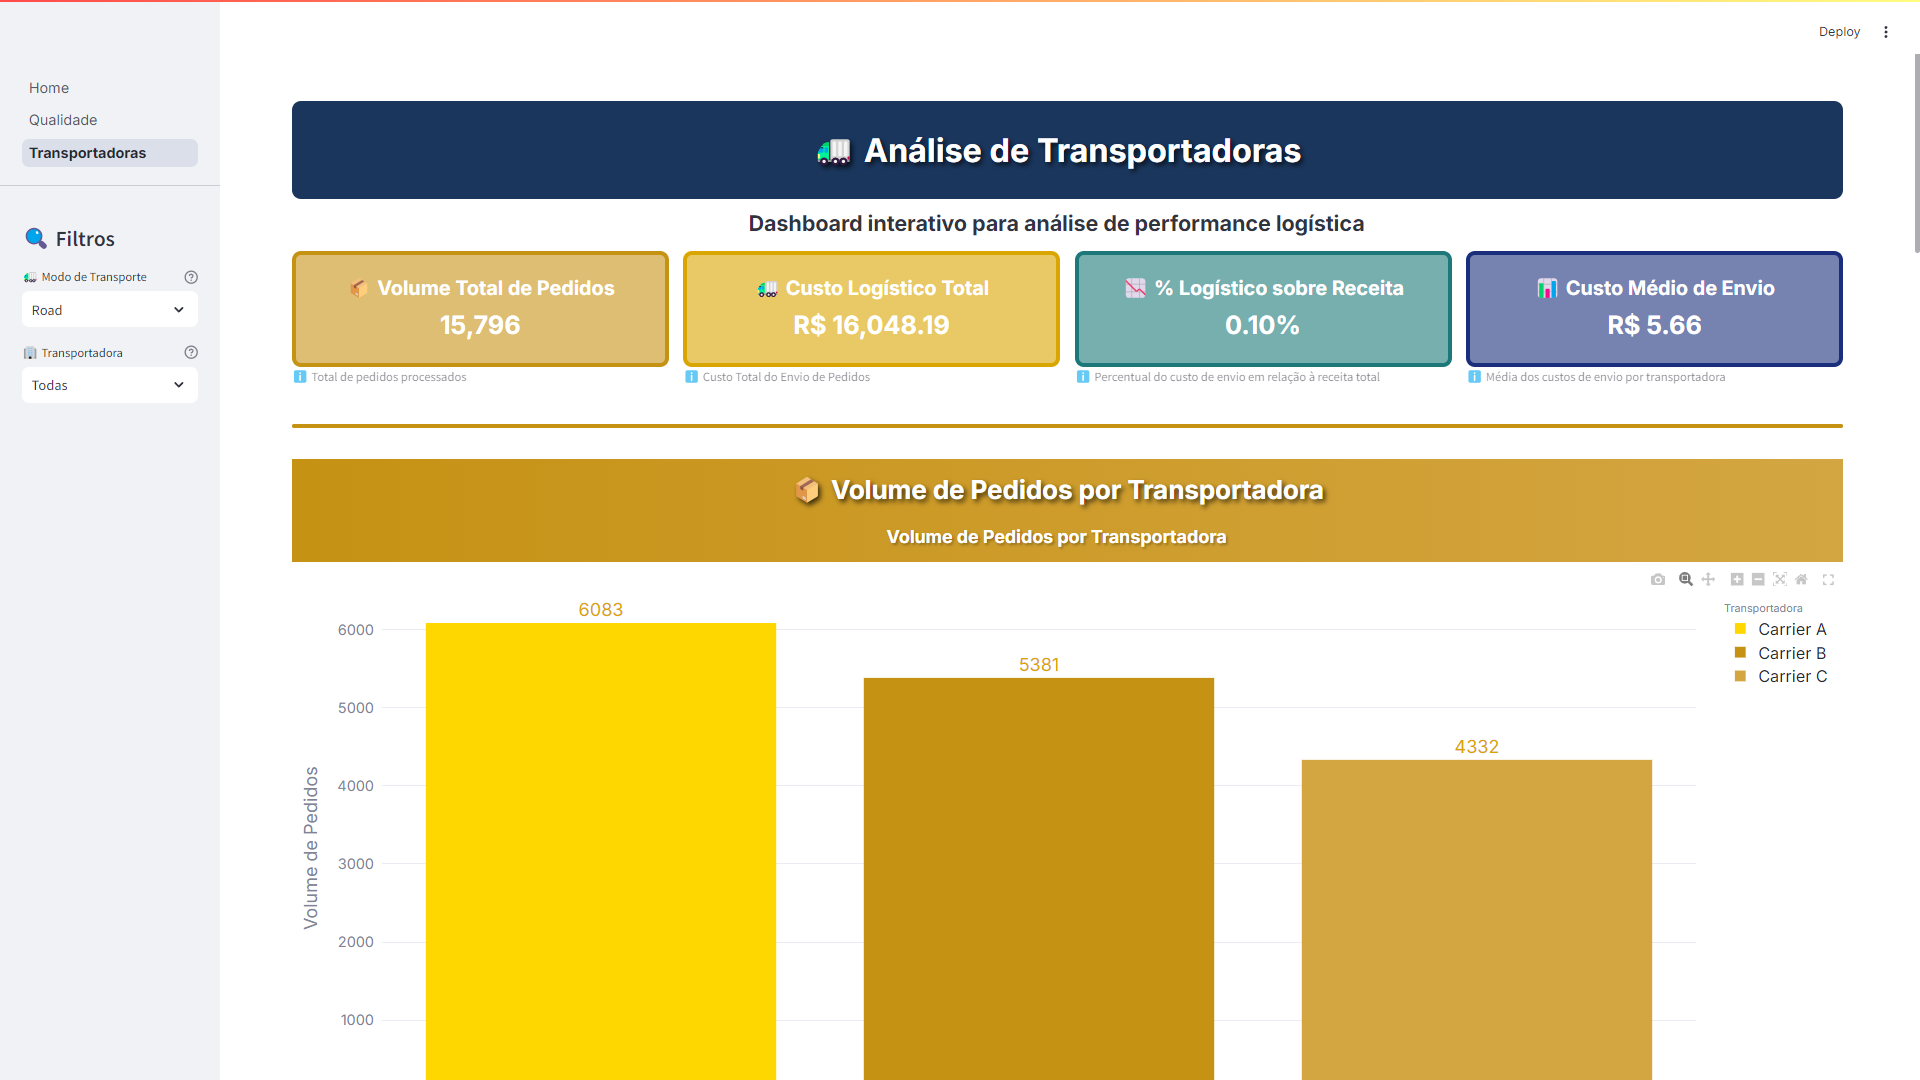 Deploy
Home
Qualidade
Transportadoras
Filtros
Modo de Transporte
Road
Transportadora
Todas
Análise de Transportadoras
Dashboard interativo para análise de performance logística
Volume Total de Pedidos
15,796
Total de pedidos processados
Custo Logístico Total
R$ 16,048.19
Custo Total do Envio de Pedidos
% Logístico sobre Receita
0.10%
Percentual do custo de envio em relação à receita total
Custo Médio de Envio
R$ 5.66
Média dos custos de envio por transportadora
Volume de Pedidos por Transportadora
Volume de Pedidos por Transportadora
Volume de Pedidos
6000
5000
4000
3000
2000
1000
6083
5381
4332
Transportadora
Carrier A
Carrier B
Carrier C